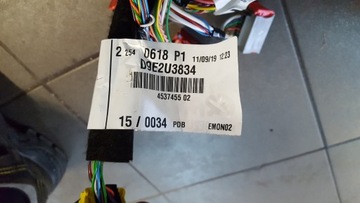 2 254 0618 P1 11/09/19 12:23
D9E2U3834
4537455 02
15 / 0034 PDB EMON02